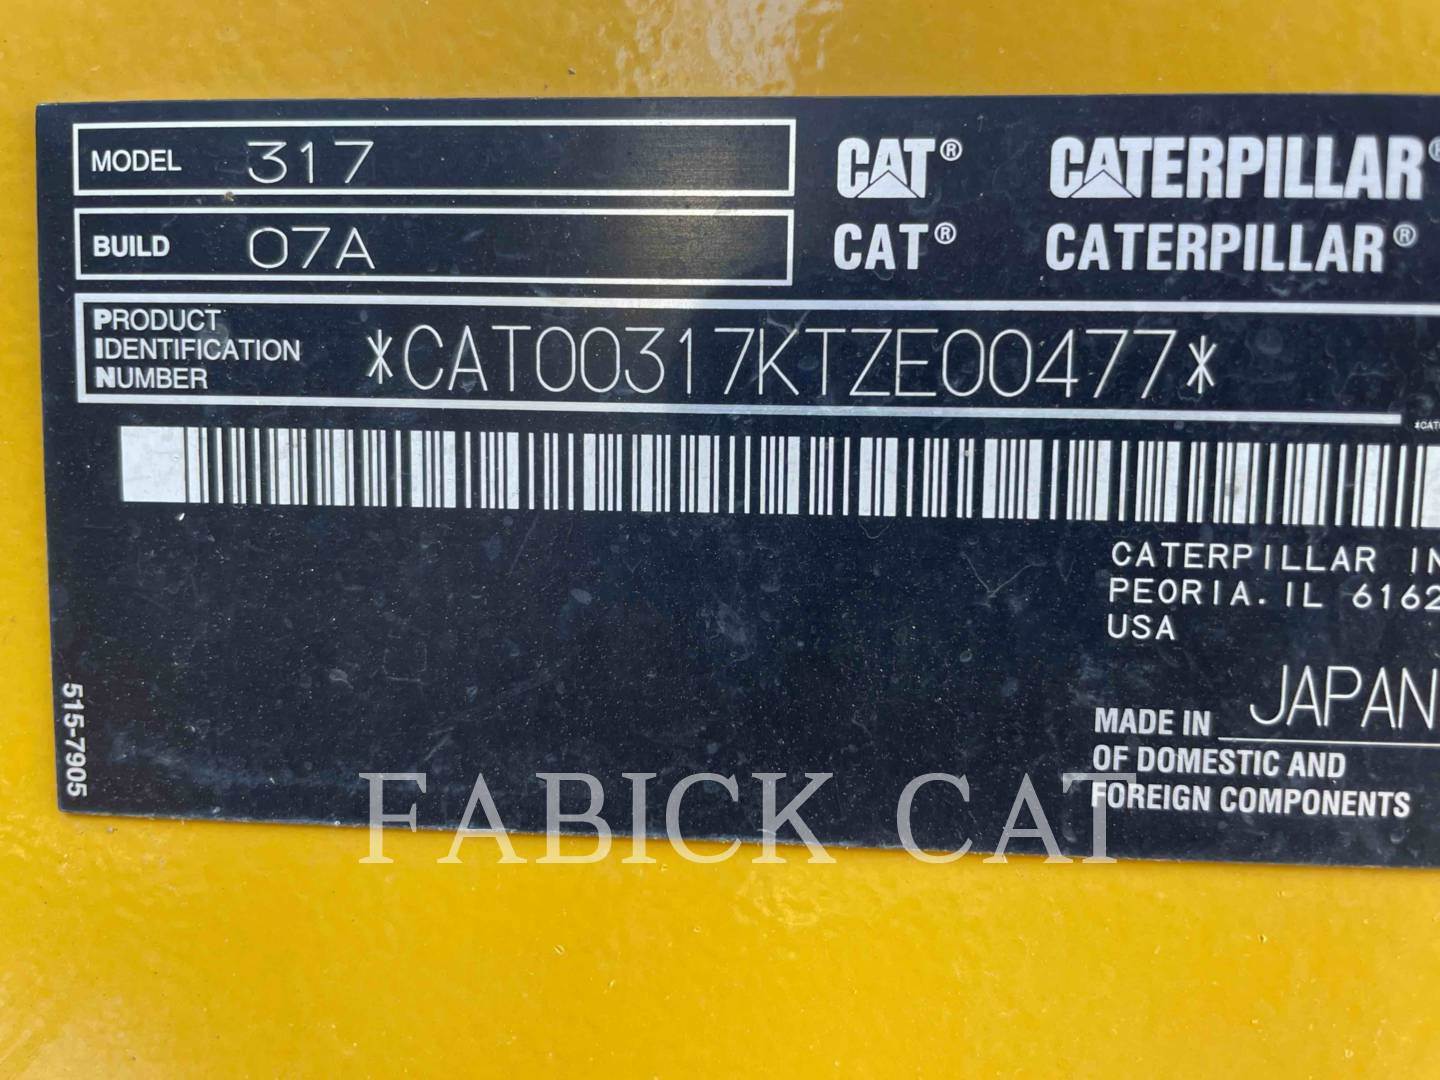 MODEL 317
CAT® CATERPILLAR®
BUILD 07A
CAT® CATERPILLAR®
PRODUCT
IDENTIFICATION
NUMBER
*CAT00317KTZE00477*
*CAT
CATERPILLAR IN
PEORIA. IL 6162
USA
MADE IN JAPAN
OF DOMESTIC AND
FOREIGN COMPONENTS
515-7905
FABICK CAT